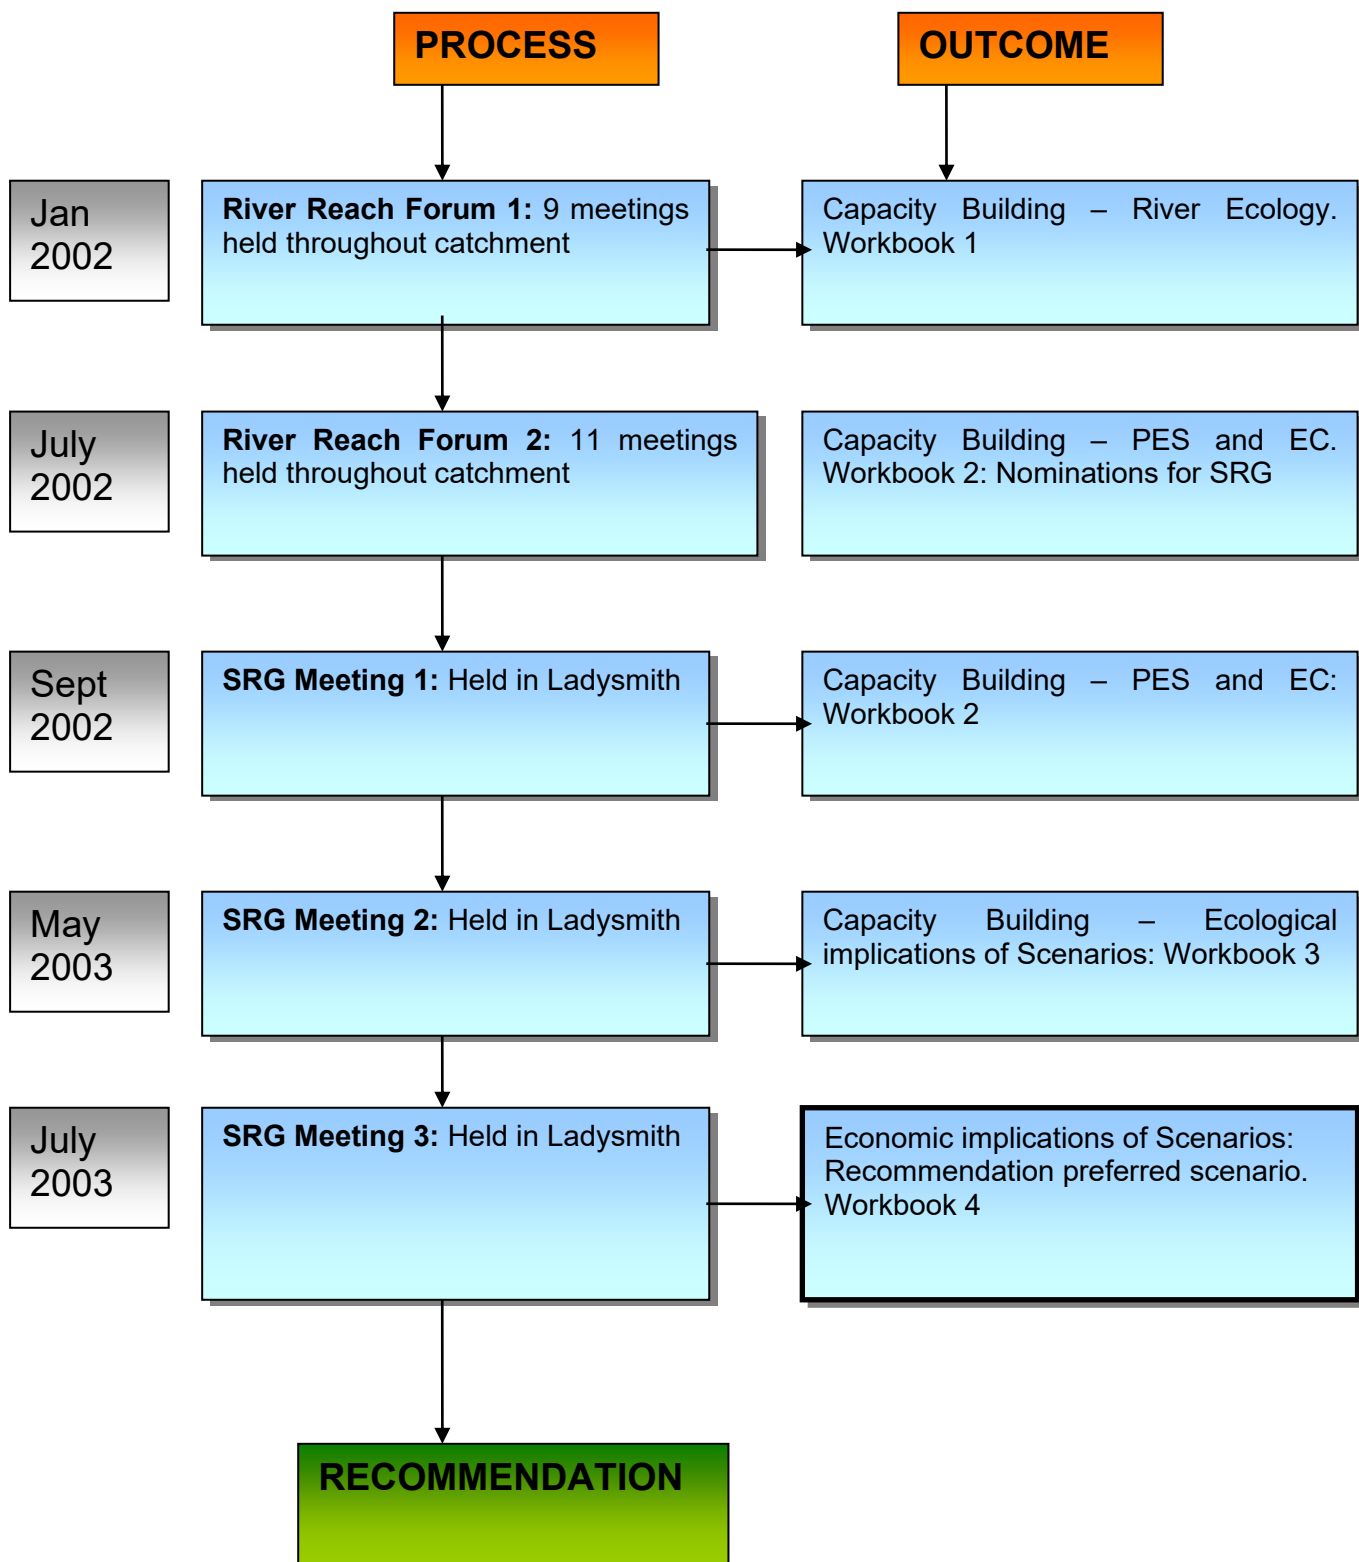 PROCESS
OUTCOME
Jan
2002
River Reach Forum 1: 9 meetings
held throughout catchment
Capacity Building – River Ecology.
Workbook 1
July
2002
River Reach Forum 2: 11 meetings
held throughout catchment
Capacity Building – PES and EC.
Workbook 2: Nominations for SRG
Sept
2002
SRG Meeting 1: Held in Ladysmith
Capacity Building – PES and EC:
Workbook 2
May
2003
SRG Meeting 2: Held in Ladysmith
Capacity Building – Ecological
implications of Scenarios: Workbook 3
July
2003
SRG Meeting 3: Held in Ladysmith
Economic implications of Scenarios:
Recommendation preferred scenario.
Workbook 4
RECOMMENDATION